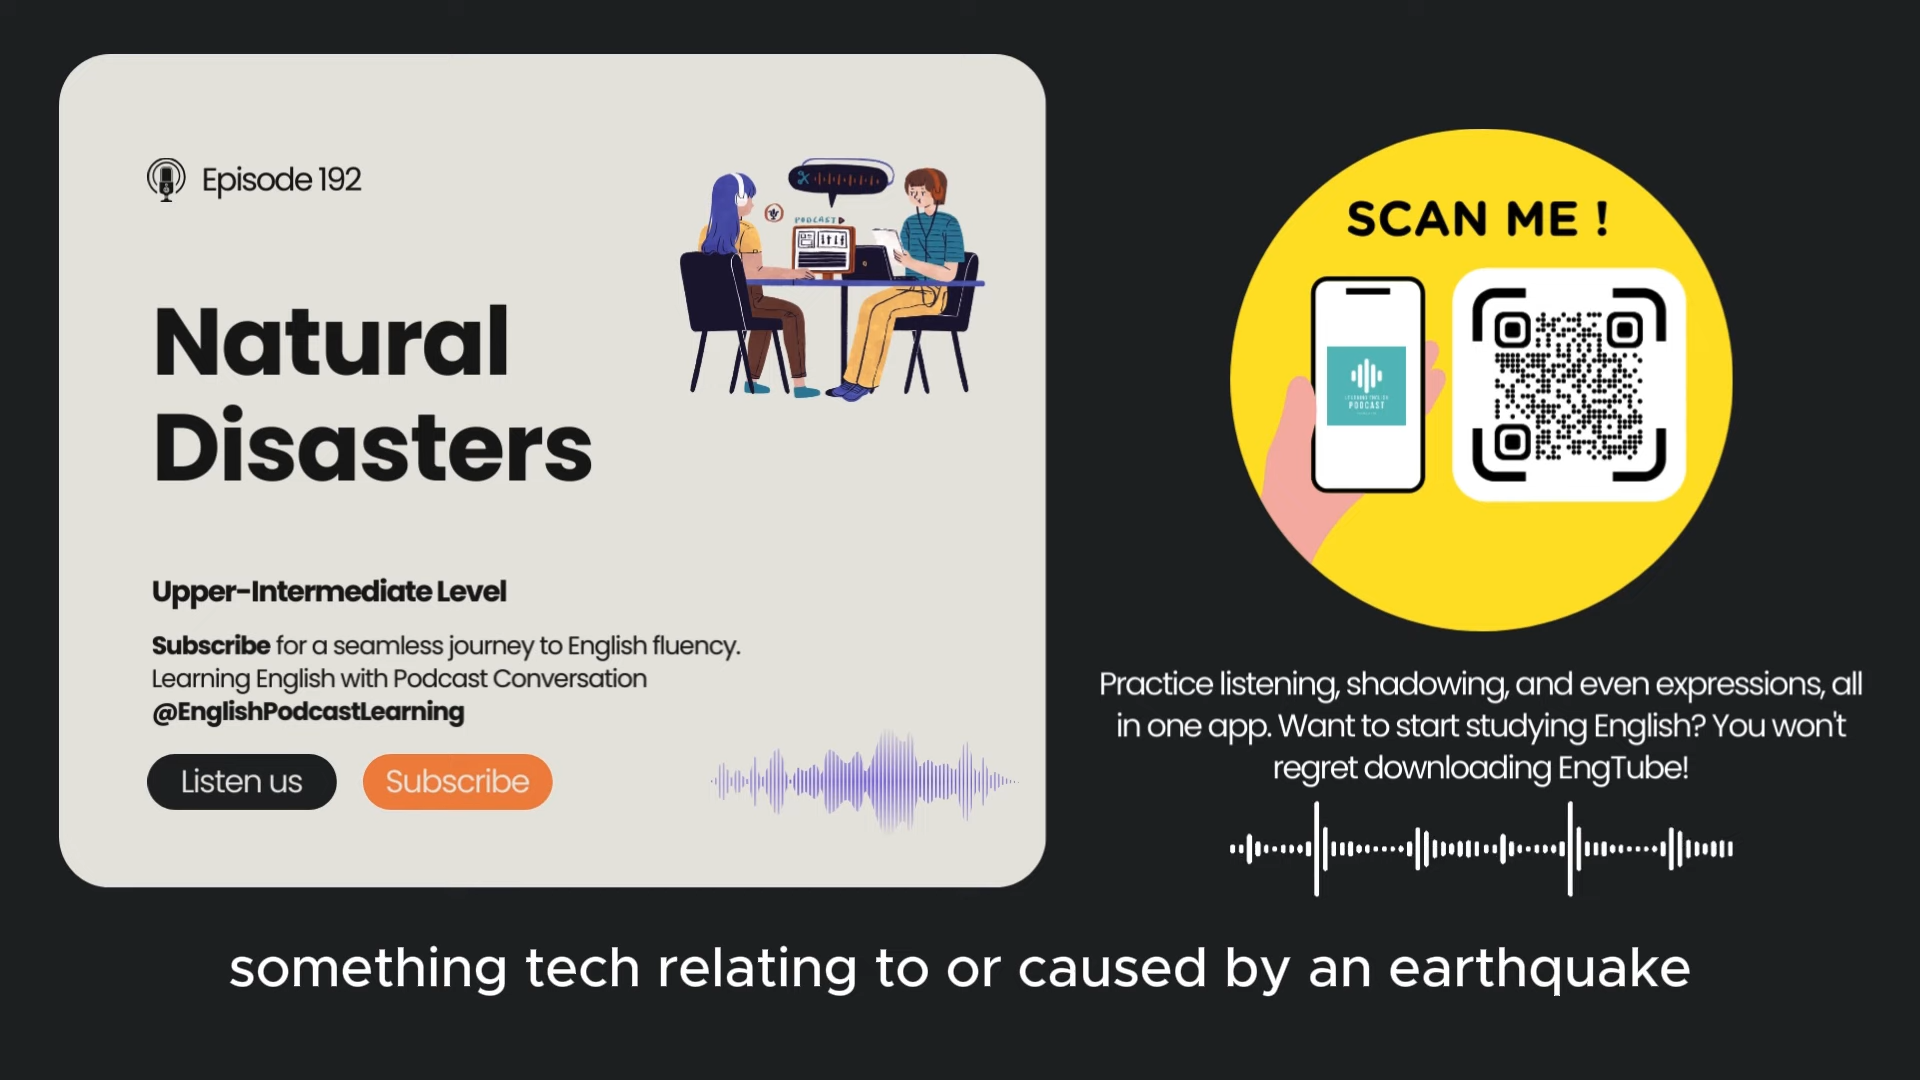 Episode 192
PODCAST
Natural
Disasters
Upper-Intermediate Level
Subscribe for a seamless journey to English fluency.
Learning English with Podcast Conversation
@EnglishPodcastLearning
Listen us
Subscribe
SCAN ME !
PODCAST
Practice listening, shadowing, and even expressions, all
in one app. Want to start studying English? You won't
regret downloading EngTube!
something tech relating to or caused by an earthquake